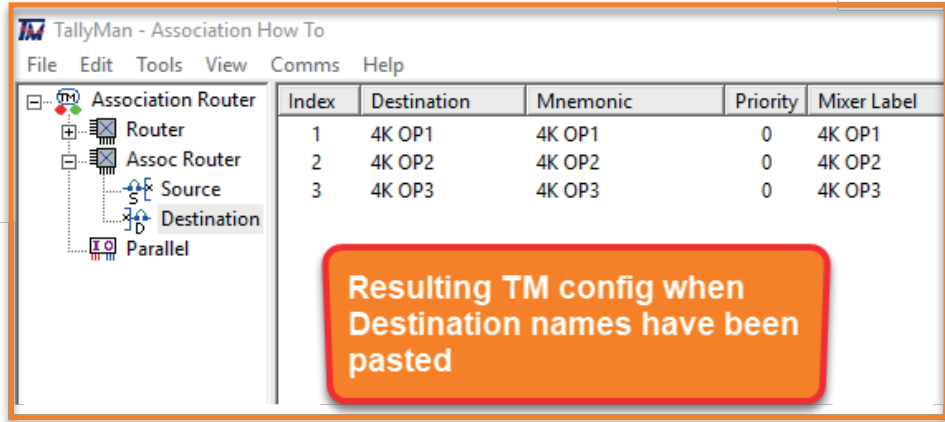 TallyMan - Association How To
File Edit Tools View Comms Help
Association Router
Router
Assoc Router
Source
Destination
Parallel
Index Destination Mnemonic Priority Mixer Label
1 4K OP1 4K OP1 0 4K OP1
2 4K OP2 4K OP2 0 4K OP2
3 4K OP3 4K OP3 0 4K OP3
Resulting TM config when
Destination names have been
pasted